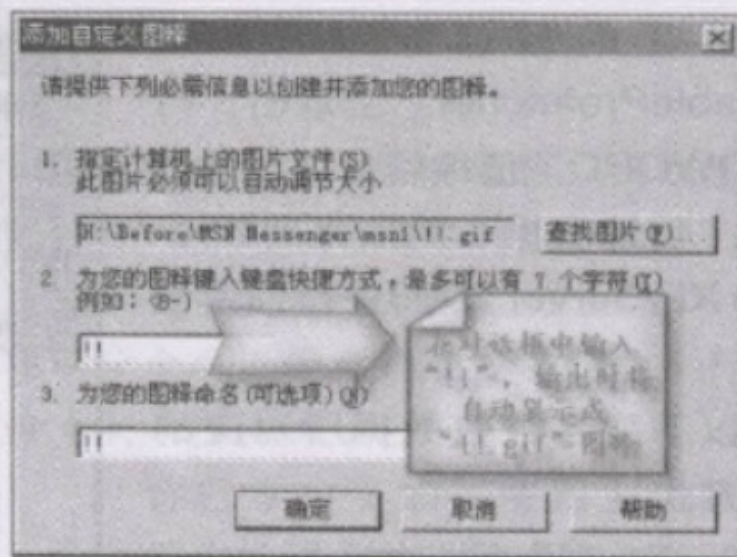 添加自定义图释
请提供下列必需信息以创建并添加您的图释。
1. 指定计算机上的图片文件(S)
此图片必须可以自动调节大小
H:\Before\MSN Messenger\msn1\!!.gif
查找图片(F)...
2 为您的图释键入键盘快捷方式，最多可以有 7 个字符(T)
例如：<B-)
!!
在对话框中输入
“!!”，输出时将
自动显示成
“!!.gif”图释
3. 为您的图释命名(可选项)(N)
!!
确定
取消
帮助